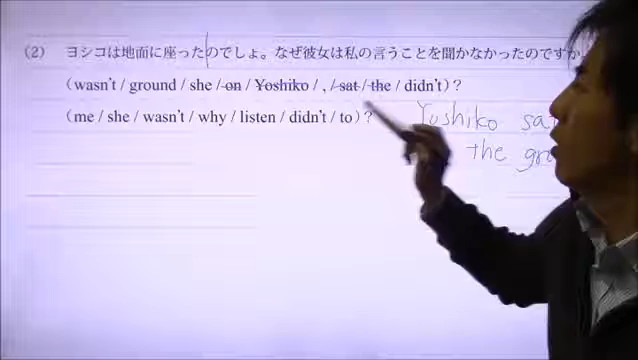 (2) ヨシコは地面に座ったのでしょ。なぜ彼女は私の言うことを聞かなかったのですか.
(wasn't / ground / she / on / Yoshiko / , / sat / the / didn't)?
(me / she / wasn't / why / listen / didn't / to)?
Yoshiko sat
the